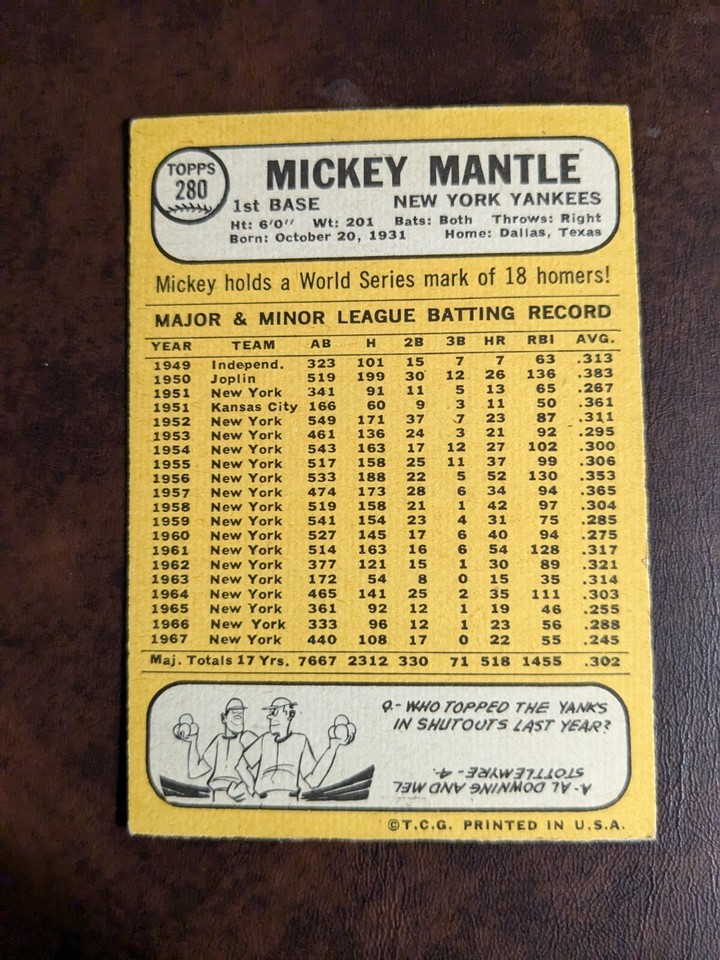 TOPPS
280
MICKEY MANTLE
1st BASE NEW YORK YANKEES
Ht: 6'0" Wt: 201 Bats: Both Throws: Right
Born: October 20, 1931 Home: Dallas, Texas
Mickey holds a World Series mark of 18 homers!
MAJOR & MINOR LEAGUE BATTING RECORD
YEAR TEAM AB H 2B 3B HR RBI AVG.
1949 Independ. 323 101 15 7 7 63 .313
1950 Joplin 519 199 30 12 26 136 .383
1951 New York 341 91 11 5 13 65 .267
1951 Kansas City 166 60 9 3 11 50 .361
1952 New York 549 171 37 7 23 87 .311
1953 New York 461 136 24 3 21 92 .295
1954 New York 543 163 17 12 27 102 .300
1955 New York 517 158 25 11 37 99 .306
1956 New York 533 188 22 5 52 130 .353
1957 New York 474 173 28 6 34 94 .365
1958 New York 519 158 21 1 42 97 .304
1959 New York 541 154 23 4 31 75 .285
1960 New York 527 145 17 6 40 94 .275
1961 New York 514 163 16 6 54 128 .317
1962 New York 377 121 15 1 30 89 .321
1963 New York 172 54 8 0 15 35 .314
1964 New York 465 141 25 2 35 111 .303
1965 New York 361 92 12 1 19 46 .255
1966 New York 333 96 12 1 23 56 .288
1967 New York 440 108 17 0 22 55 .245
Maj. Totals 17 Yrs. 7667 2312 330 71 518 1455 .302
Q.- WHO TOPPED THE YANKS
IN SHUTOUTS LAST YEAR?
A- AL DOWNING AND MEL
STOTTLEMYRE - 4.
©T.C.G. PRINTED IN U.S.A.